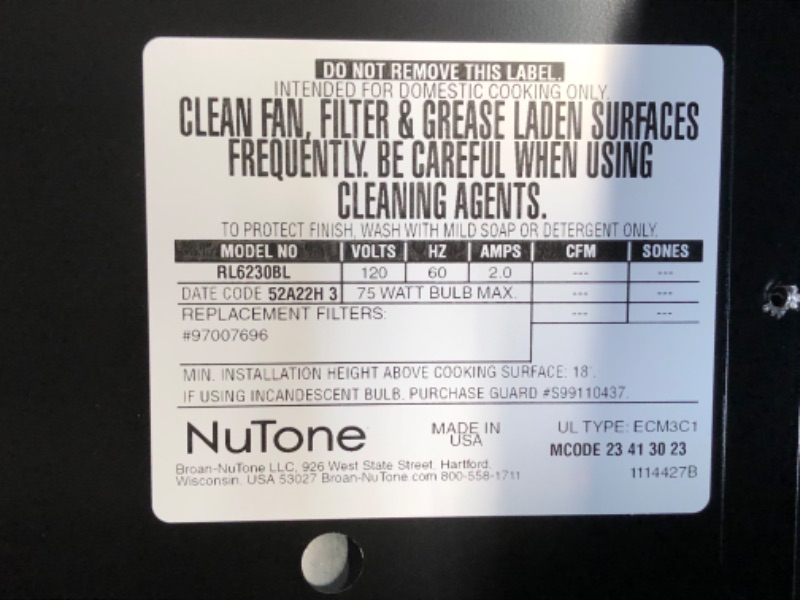 DO NOT REMOVE THIS LABEL.
INTENDED FOR DOMESTIC COOKING ONLY.
CLEAN FAN, FILTER & GREASE LADEN SURFACES
FREQUENTLY. BE CAREFUL WHEN USING
CLEANING AGENTS.
TO PROTECT FINISH, WASH WITH MILD SOAP OR DETERGENT ONLY.
MODEL NO VOLTS HZ AMPS CFM SONES
RL6230BL 120 60 2.0 --- ---
DATE CODE 52A22H 3 75 WATT BULB MAX. --- ---
REPLACEMENT FILTERS: --- ---
#97007696
MIN. INSTALLATION HEIGHT ABOVE COOKING SURFACE: 18".
IF USING INCANDESCENT BULB, PURCHASE GUARD #S99110437.
NuTone MADE IN USA UL TYPE: ECM3C1
MCODE 23 41 30 23
Broan-NuTone LLC, 926 West State Street, Hartford,
Wisconsin, USA 53027 Broan-NuTone.com 800-558-1711
1114427B